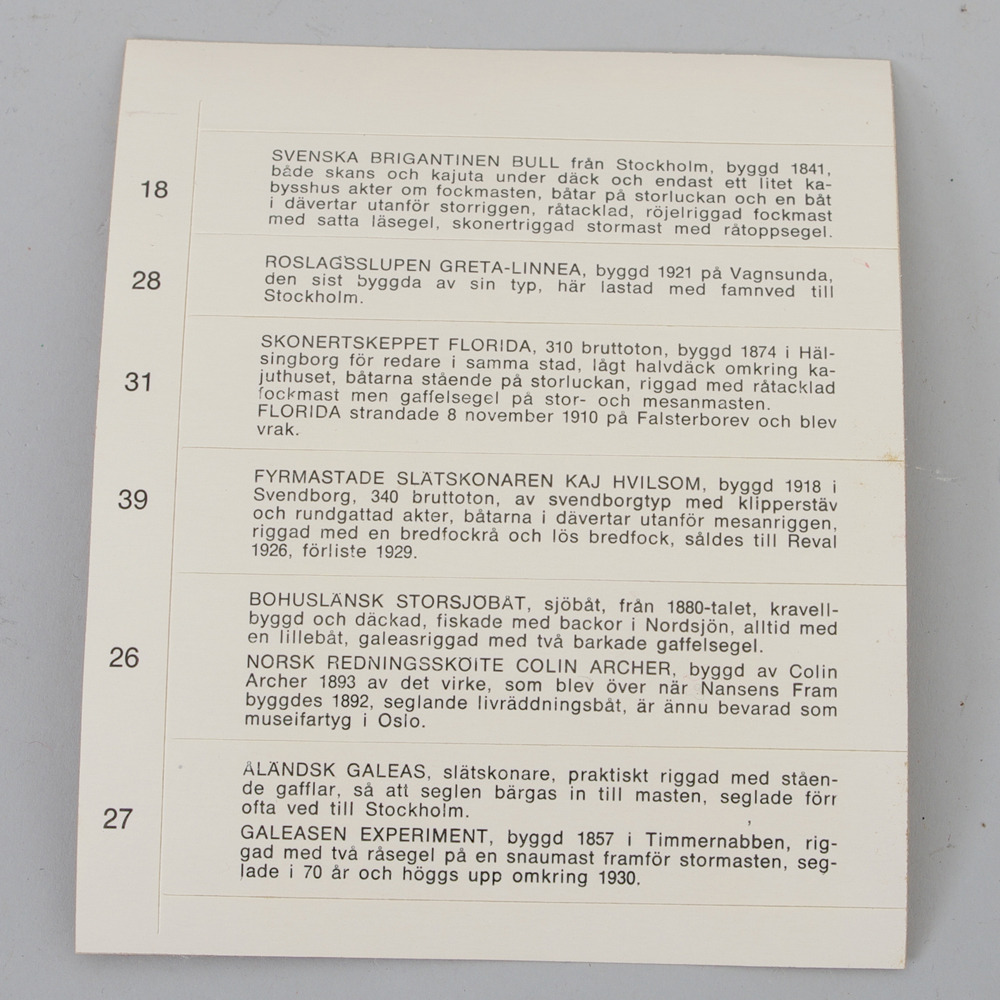 18
SVENSKA BRIGANTINEN BULL från Stockholm, byggd 1841,
både skans och kajuta under däck och endast ett litet ka-
bysshus akter om fockmasten, båtar på storluckan och en båt
i dävertar utanför storriggen, råtacklad, röjelriggad fockmast
med satta läsegel, skonertriggad stormast med råtoppsegel.
28
ROSLAGSSLUPEN GRETA-LINNEA, byggd 1921 på Vagnsunda,
den sist byggda av sin typ, här lastad med famnved till
Stockholm.
31
SKONERTSKEPPET FLORIDA, 310 bruttoton, byggd 1874 i Häl-
singborg för redare i samma stad, lågt halvdäck omkring ka-
juthuset, båtarna stående på storluckan, riggad med råtacklad
fockmast men gaffelsegel på stor- och mesanmasten.
FLORIDA strandade 8 november 1910 på Falsterborev och blev
vrak.
39
FYRMASTADE SLÄTSKONAREN KAJ HVILSOM, byggd 1918 i
Svendborg, 340 bruttoton, av svendborgtyp med klipperstäv
och rundgattad akter, båtarna i dävertar utanför mesanriggen,
riggad med en bredfockrå och lös bredfock, såldes till Reval
1926, förliste 1929.
26
BOHUSLÄNSK STORSJÖBÅT, sjöbåt, från 1880-talet, kravell-
byggd och däckad, fiskade med backor i Nordsjön, alltid med
en lillebåt, galeasriggad med två barkade gaffelsegel.
NORSK REDNINGSSKÖITE COLIN ARCHER, byggd av Colin
Archer 1893 av det virke, som blev över när Nansens Fram
byggdes 1892, seglande livräddningsbåt, är ännu bevarad som
museifartyg i Oslo.
27
ÅLÄNDSK GALEAS, slätskonare, praktiskt riggad med ståen-
de gafflar, så att seglen bärgas in till masten, seglade förr
ofta ved till Stockholm.
GALEASEN EXPERIMENT, byggd 1857 i Timmernabben, rig-
gad med två råsegel på en snaumast framför stormasten, seg-
lade i 70 år och höggs upp omkring 1930.